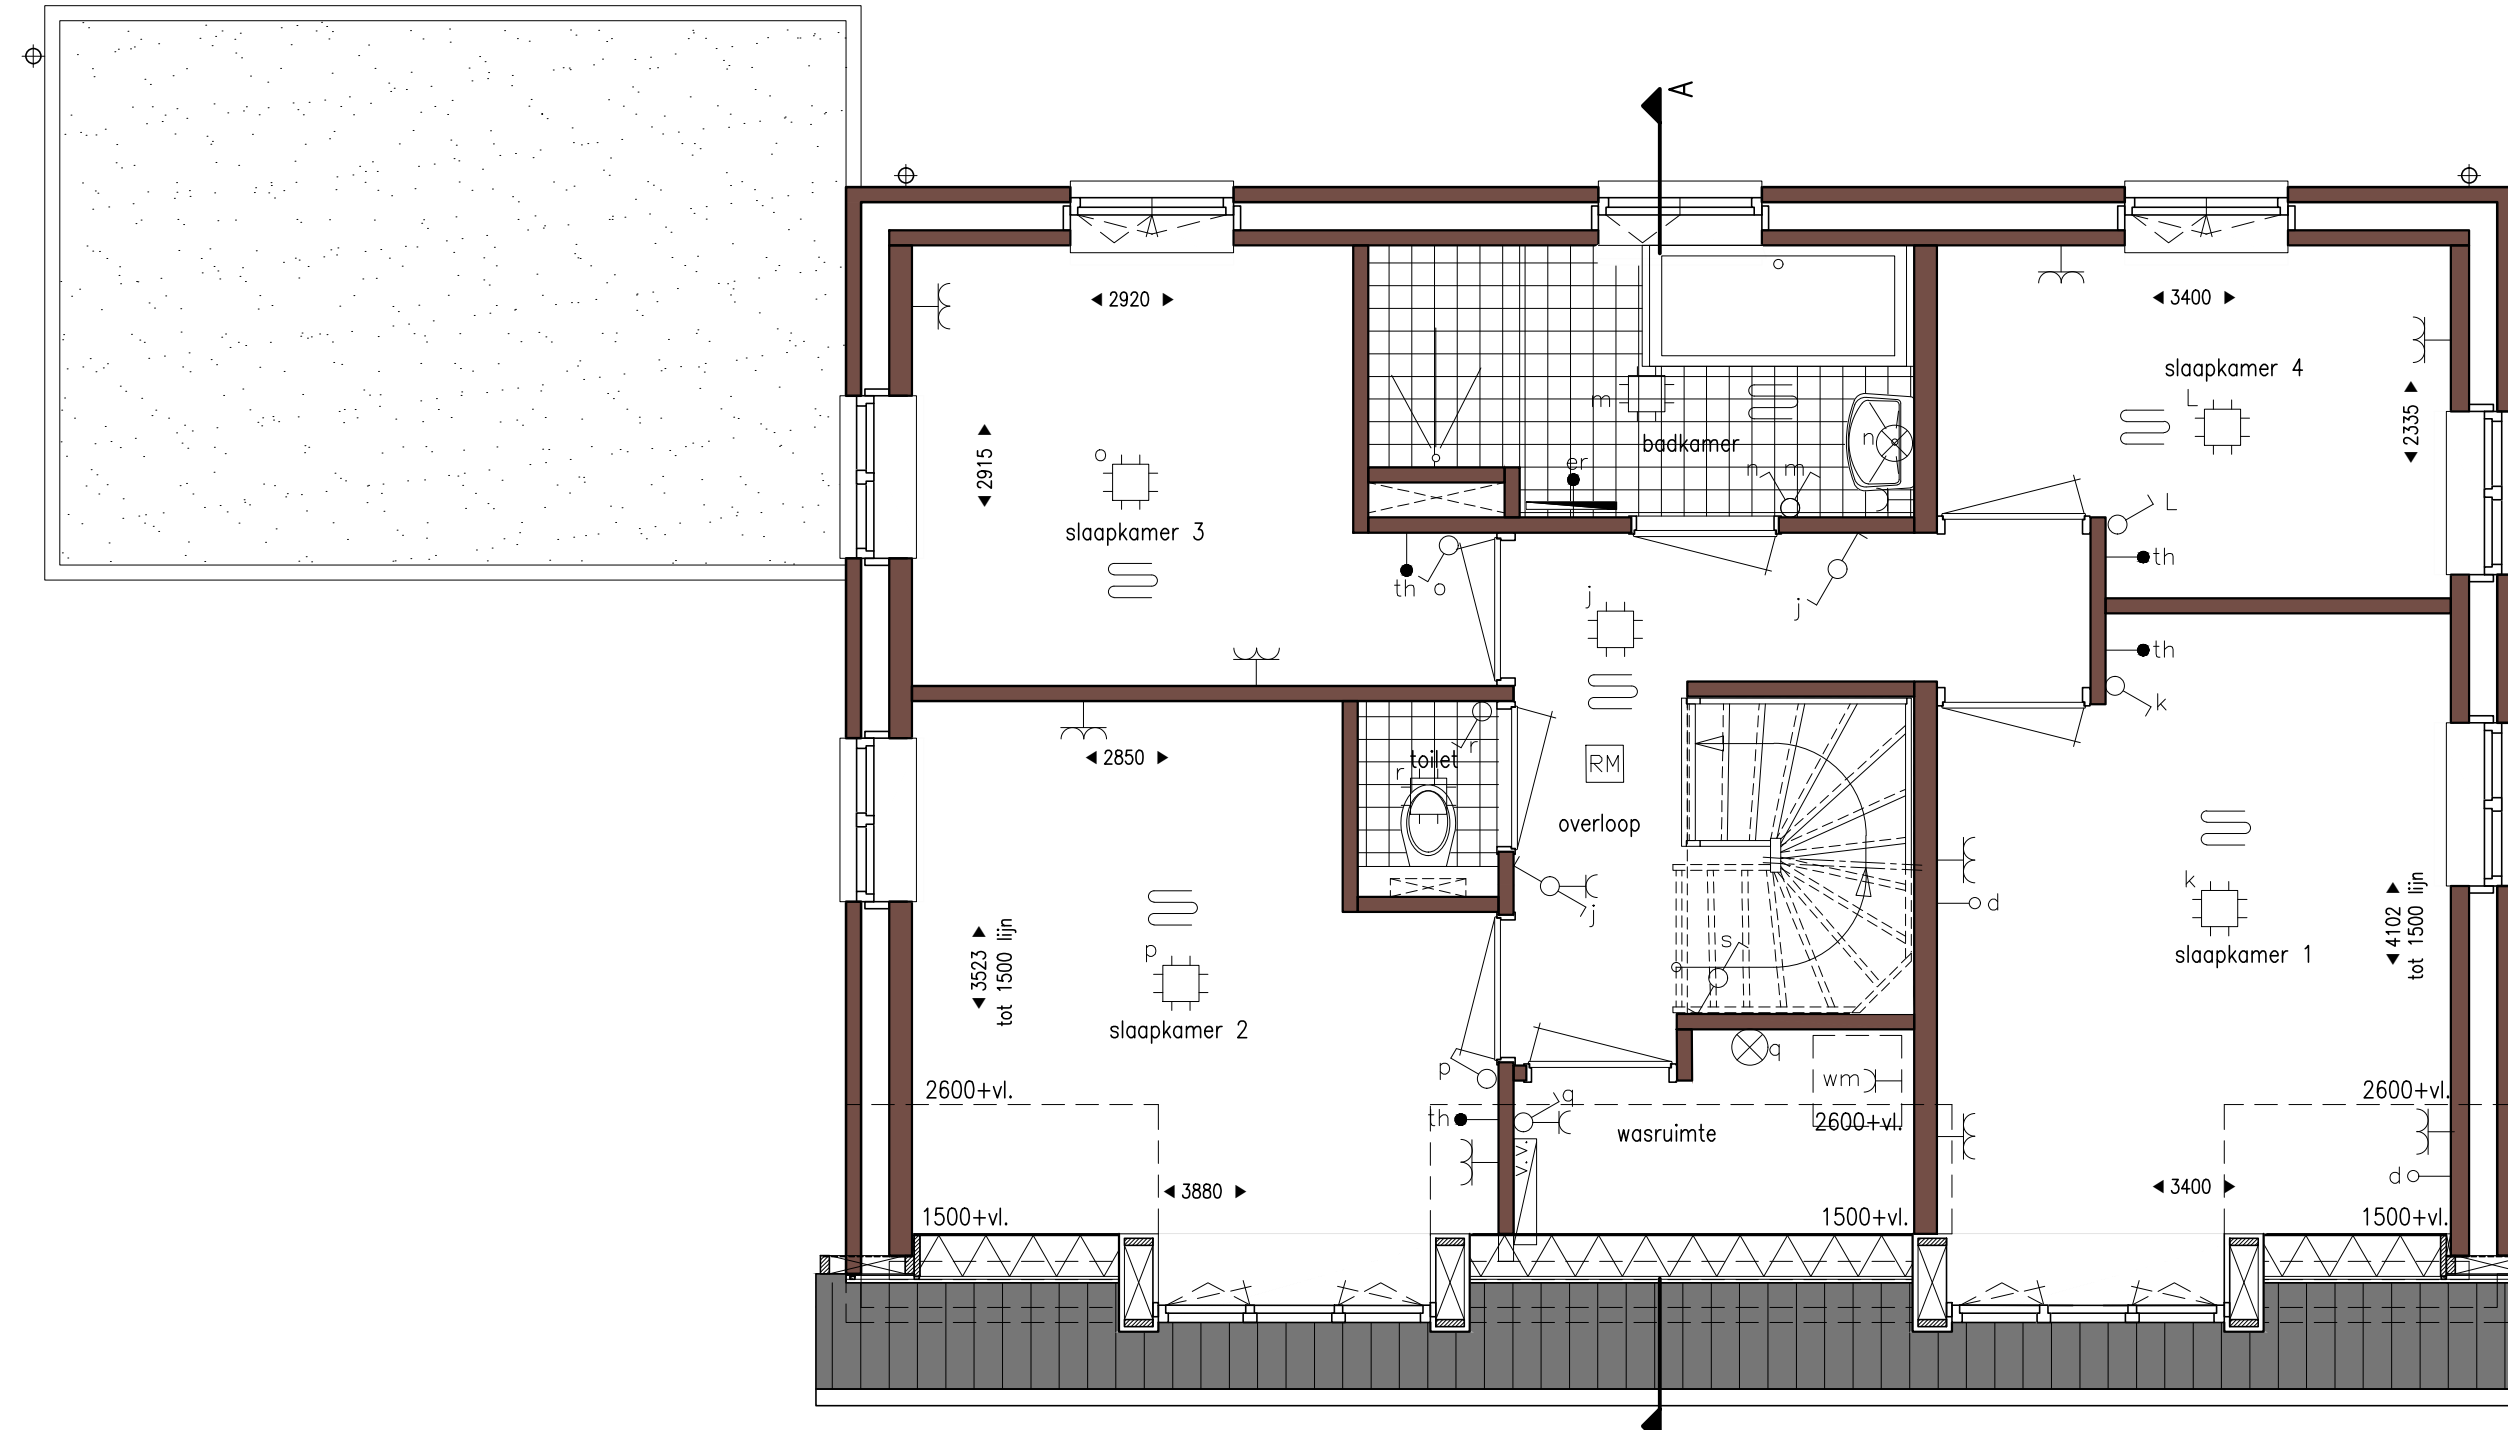 A
2920
3400
slaapkamer 4
L
m
2335
badkamer
n
o
2915
er
n
m
slaapkamer 3
L
th
th
o
j
j
th
k
2850
r
toilet
r
RM
overloop
k
j
d
4102
tot 1500 lijn
s
p
3523
tot 1500 lijn
slaapkamer 1
slaapkamer 2
q
p
wm
2600+vl.
2600+vl.
q
th
2600+vl.
wasruimte
v.w.
d
3880
3400
1500+vl.
1500+vl.
1500+vl.